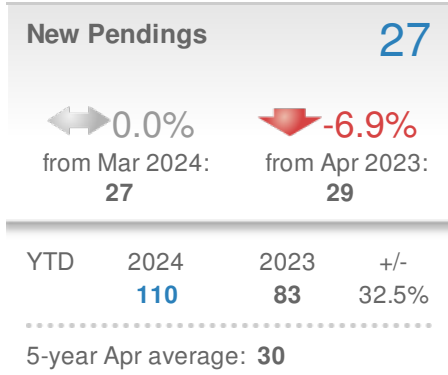 New Pendings 27
0.0% -6.9%
from Mar 2024: from Apr 2023:
27 29
YTD 2024 2023 +/-
110 83 32.5%
5-year Apr average: 30